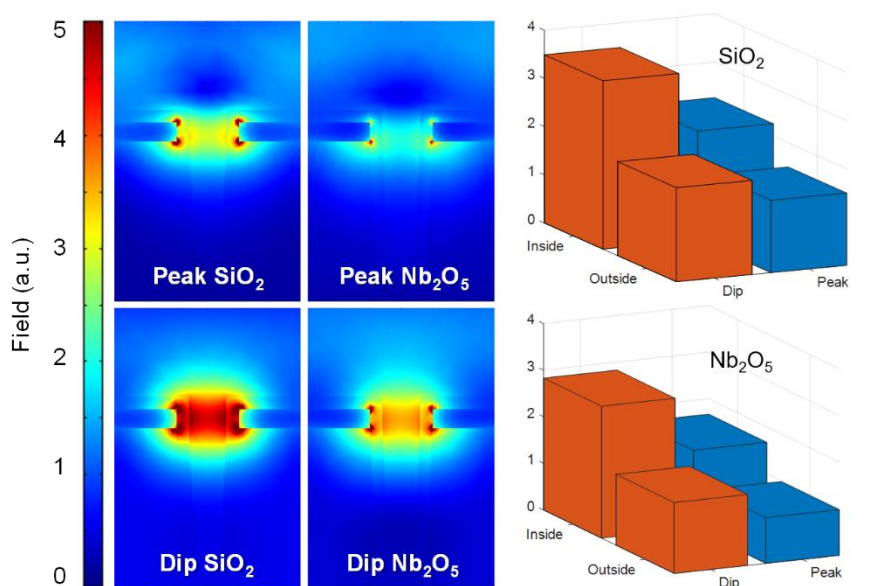 5
4
3
2
1
0
Field (a.u.)
Peak SiO₂
Peak Nb₂O₅
Dip SiO₂
Dip Nb₂O₅
4
3
2
1
0
SiO₂
Inside
Outside
Dip
Peak
4
3
2
1
0
Nb₂O₅
Inside
Outside
Dip
Peak